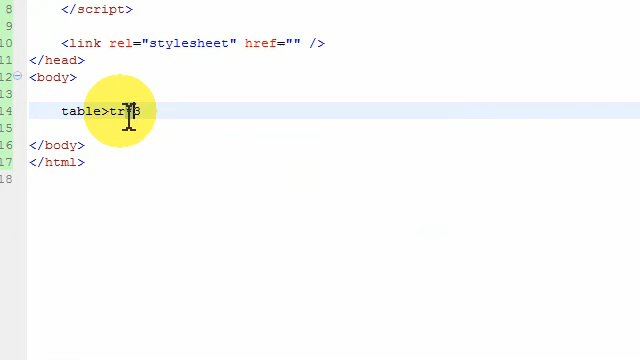 8 </script>
9
10 <link rel="stylesheet" href="" />
11 </head>
12 <body>
13
14 table>tr*3
15
16 </body>
17 </html>
18